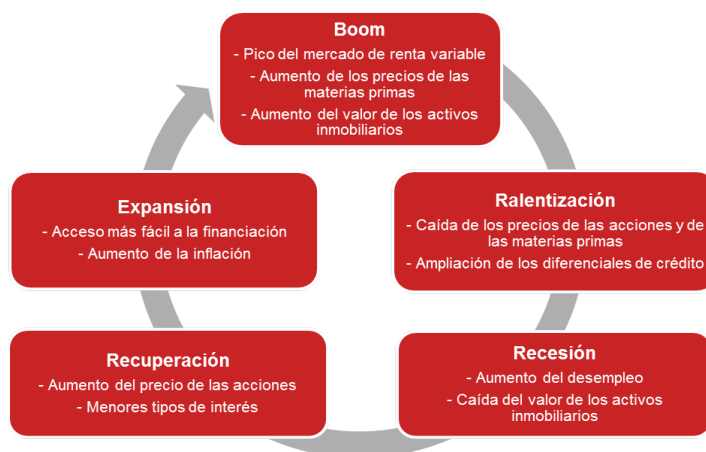 Boom
- Pico del mercado de renta variable
- Aumento de los precios de las
materias primas
- Aumento del valor de los activos
inmobiliarios
Ralentización
- Caída de los precios de las acciones y de
las materias primas
- Ampliación de los diferenciales de crédito
Recesión
- Aumento del desempleo
- Caída del valor de los activos
inmobiliarios
Recuperación
- Aumento del precio de las acciones
- Menores tipos de interés
Expansión
- Acceso más fácil a la financiación
- Aumento de la inflación